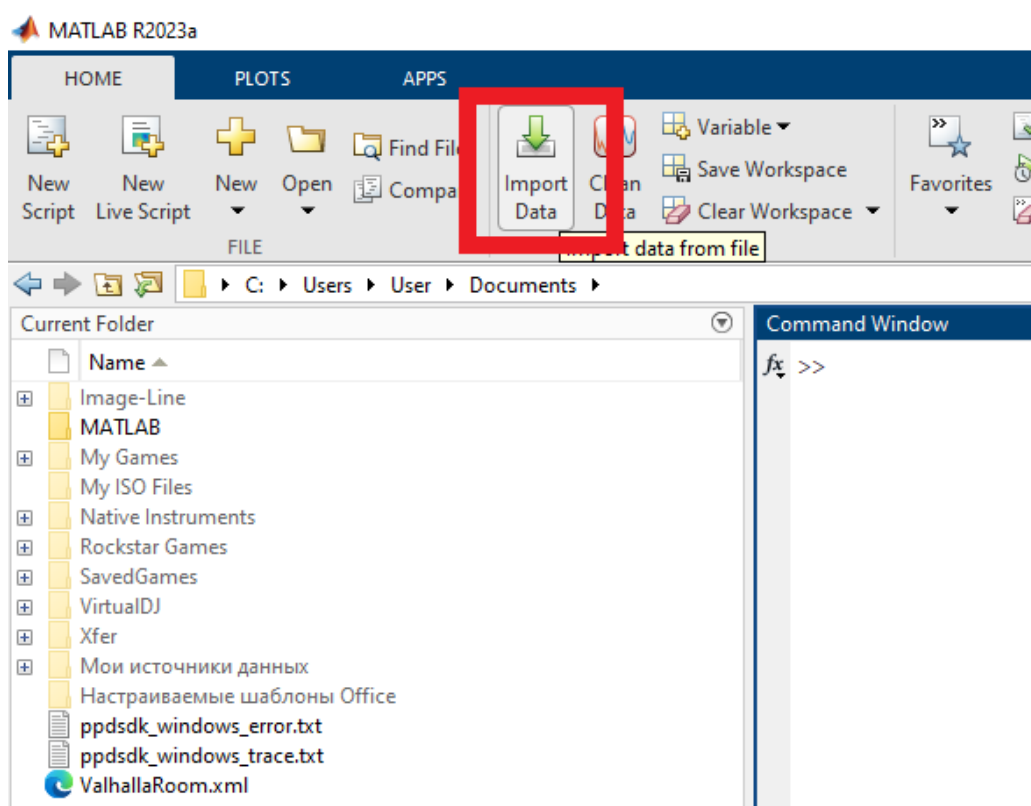 MATLAB R2023a
HOME PLOTS APPS
New Script
New Live Script
New
Open
Find
Import Data
Variable
Save Workspace
Clear Workspace
Favorites
FILE
data from file
C: Users User Documents
Current Folder
Name
Image-Line
MATLAB
My Games
My ISO Files
Native Instruments
Rockstar Games
SavedGames
VirtualDJ
Xfer
Мои источники данных
Настраиваемые шаблоны Office
ppdsdk_windows_error.txt
ppdsdk_windows_trace.txt
ValhallaRoom.xml
Command Window
fx >>